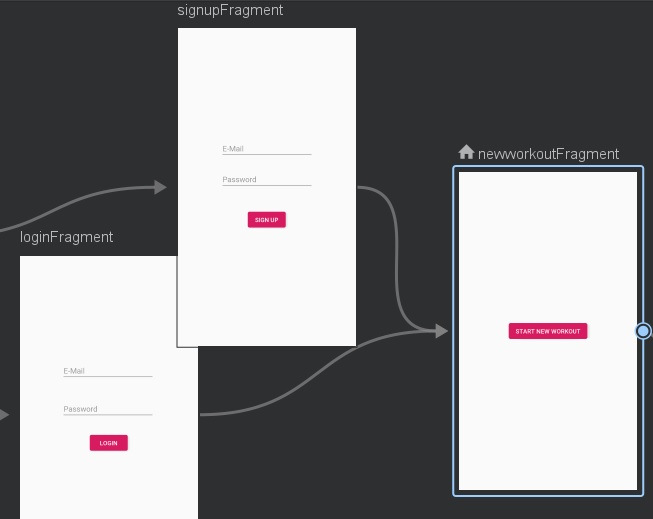 signupFragment
E-Mail
Password
SIGN UP
loginFragment
E-Mail
Password
LOGIN
newworkoutFragment
START NEW WORKOUT